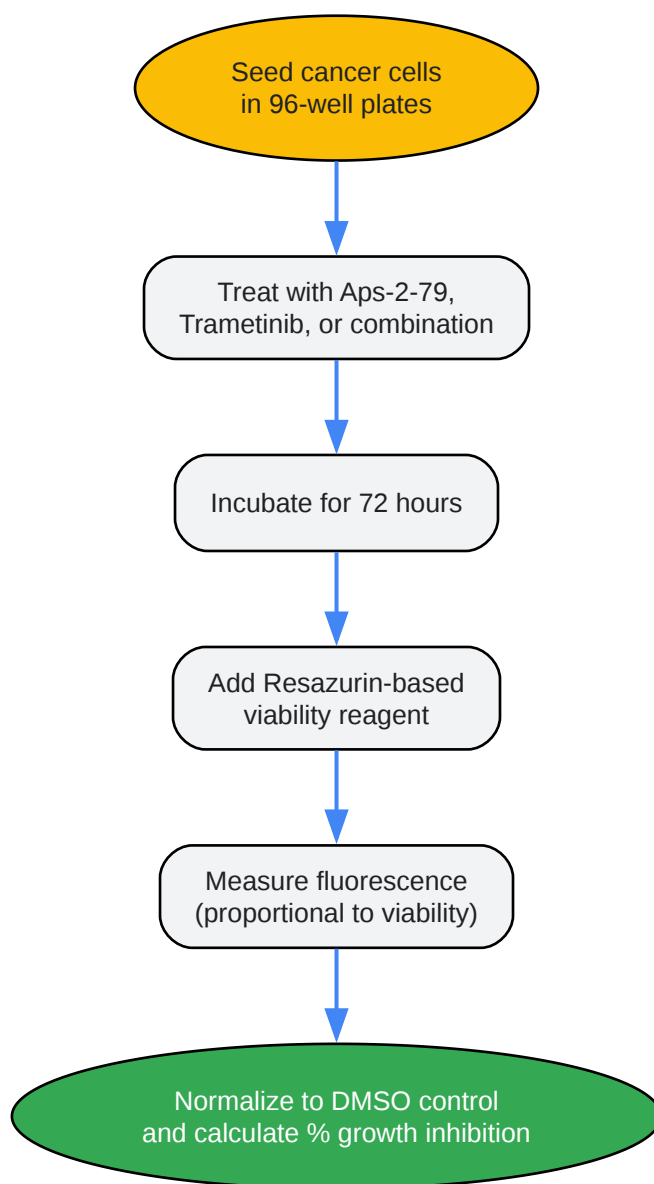 Seed cancer cells
in 96-well plates
Treat with Aps-2-79,
Trametinib, or combination
Incubate for 72 hours
Add Resazurin-based
viability reagent
Measure fluorescence
(proportional to viability)
Normalize to DMSO control
and calculate % growth inhibition